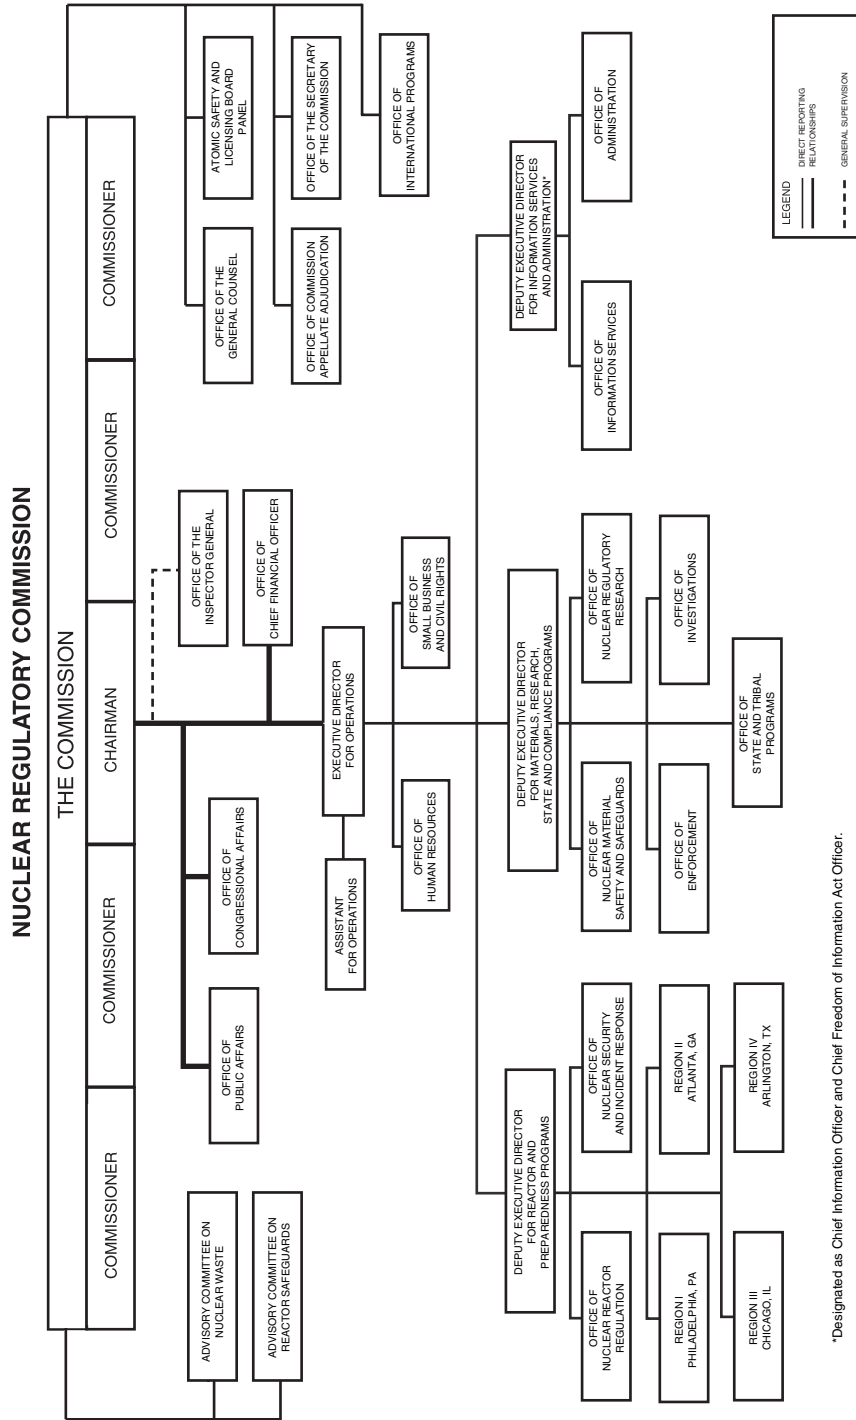 NUCLEAR REGULATORY COMMISSION
THE COMMISSION
COMMISSIONER
COMMISSIONER
CHAIRMAN
COMMISSIONER
COMMISSIONER
ADVISORY COMMITTEE ON
NUCLEAR WASTE
ADVISORY COMMITTEE ON
REACTOR SAFEGUARDS
OFFICE OF
PUBLIC AFFAIRS
OFFICE OF
CONGRESSIONAL AFFAIRS
OFFICE OF THE
INSPECTOR GENERAL
OFFICE OF
CHIEF FINANCIAL OFFICER
OFFICE OF THE
GENERAL COUNSEL
ATOMIC SAFETY AND
LICENSING BOARD
PANEL
OFFICE OF COMMISSION
APPELLATE ADJUDICATION
OFFICE OF THE SECRETARY
OF THE COMMISSION
OFFICE OF
INTERNATIONAL PROGRAMS
ASSISTANT
FOR OPERATIONS
EXECUTIVE DIRECTOR
FOR OPERATIONS
OFFICE OF
HUMAN RESOURCES
OFFICE OF
SMALL BUSINESS
AND CIVIL RIGHTS
DEPUTY EXECUTIVE DIRECTOR
FOR REACTOR AND
PREPAREDNESS PROGRAMS
OFFICE OF
NUCLEAR REACTOR
REGULATION
OFFICE OF
NUCLEAR SECURITY
AND INCIDENT RESPONSE
REGION I
PHILADELPHIA, PA
REGION II
ATLANTA, GA
REGION III
CHICAGO, IL
REGION IV
ARLINGTON, TX
DEPUTY EXECUTIVE DIRECTOR
FOR MATERIALS, RESEARCH,
STATE AND COMPLIANCE PROGRAMS
OFFICE OF
NUCLEAR MATERIAL
SAFETY AND SAFEGUARDS
OFFICE OF
NUCLEAR REGULATORY
RESEARCH
OFFICE OF
ENFORCEMENT
OFFICE OF
INVESTIGATIONS
OFFICE OF
STATE AND TRIBAL
PROGRAMS
DEPUTY EXECUTIVE DIRECTOR
FOR INFORMATION SERVICES
AND ADMINISTRATION*
OFFICE OF
INFORMATION SERVICES
OFFICE OF
ADMINISTRATION
LEGEND
DIRECT REPORTING
RELATIONSHIPS
GENERAL SUPERVISION
*Designated as Chief Information Officer and Chief Freedom of Information Act Officer.